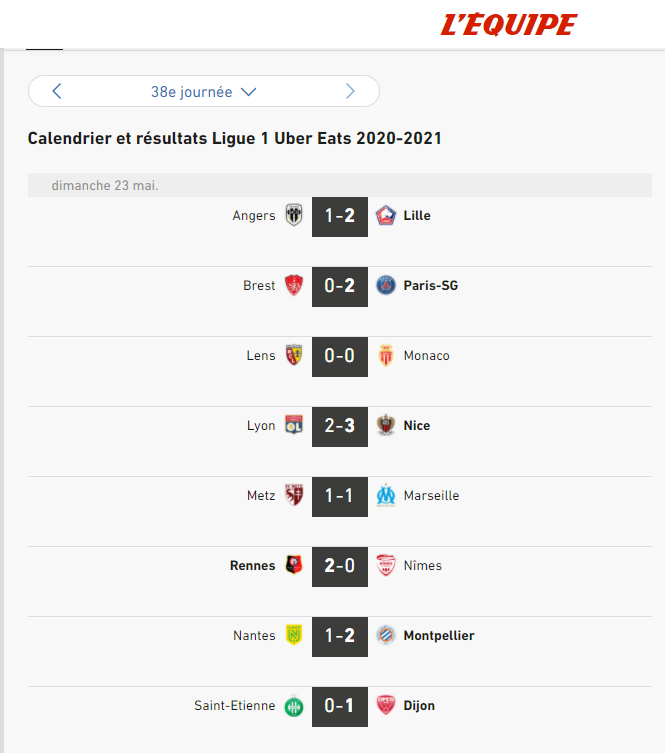 L'ÉQUIPE
38e journée
Calendrier et résultats Ligue 1 Uber Eats 2020-2021
dimanche 23 mai.
Angers 1-2 Lille
Brest 0-2 Paris-SG
Lens 0-0 Monaco
Lyon 2-3 Nice
Metz 1-1 Marseille
Rennes 2-0 Nîmes
Nantes 1-2 Montpellier
Saint-Etienne 0-1 Dijon